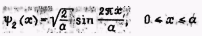 ψ₂(x) = √(2/a) sin 2πx/a, 0 ≤ x ≤ a